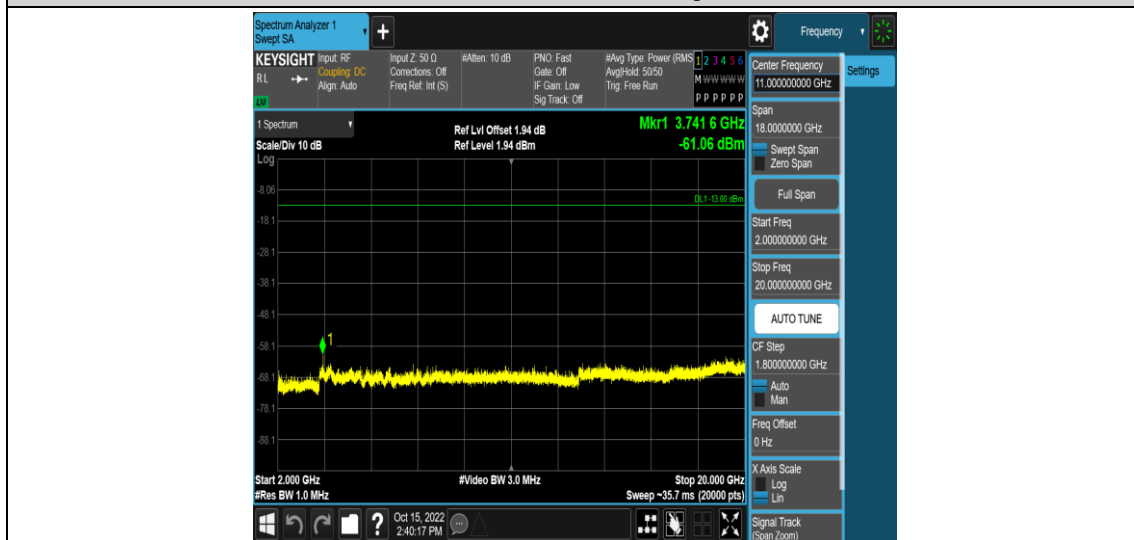 Spectrum Analyzer 1
Swept SA
+
Frequency
KEYSIGHT
RL
LXI
Input: RF
Coupling: DC
Align: Auto
Input Z: 50 Ω
Corrections: Off
Freq Ref: Int (S)
#Atten: 10 dB
PNO: Fast
Gate: Off
IF Gain: Low
Sig Track: Off
#Avg Type: Power (RMS
Avg|Hold: 50/50
Trig: Free Run
1 2 3 4 5 6
M W W W W W
P P P P P P
1 Spectrum
Scale/Div 10 dB
Log
Ref Lvl Offset 1.94 dB
Ref Level 1.94 dBm
Mkr1 3.741 6 GHz
-61.06 dBm
-8.06
DL1 -13.00 dBm
-18.1
-28.1
-38.1
-48.1
-58.1
1
-68.1
-78.1
-88.1
Start 2.000 GHz
#Res BW 1.0 MHz
#Video BW 3.0 MHz
Stop 20.000 GHz
Sweep ~35.7 ms (20000 pts)
Center Frequency
11.000000000 GHz
Settings
Span
18.0000000 GHz
Swept Span
Zero Span
Full Span
Start Freq
2.000000000 GHz
Stop Freq
20.000000000 GHz
AUTO TUNE
CF Step
1.800000000 GHz
Auto
Man
Freq Offset
0 Hz
X Axis Scale
Log
Lin
Signal Track
(Span Zoom)
?
Oct 15, 2022
2:40:17 PM